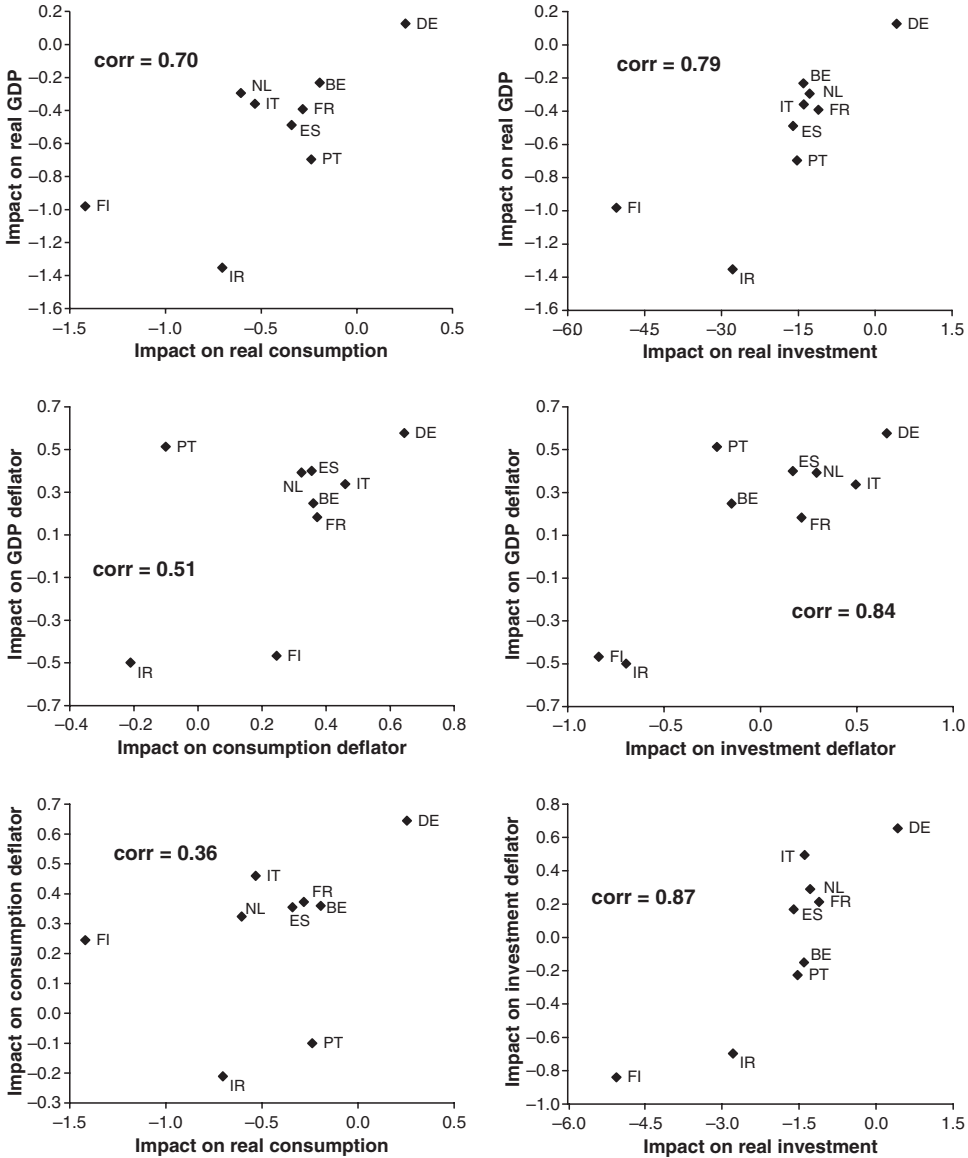 0.2
0.0
–0.2
–0.4
–0.6
–0.8
–1.0
–1.2
–1.4
–1.6
Impact on real GDP
corr = 0.70
DE
NL
BE
IT
FR
ES
PT
FI
IR
–1.5
–1.0
–0.5
0.0
0.5
Impact on real consumption
0.2
0.0
–0.2
–0.4
–0.6
–0.8
–1.0
–1.2
–1.4
–1.6
Impact on real GDP
corr = 0.79
DE
BE
NL
IT
FR
ES
PT
FI
IR
–6.0
–4.5
–3.0
–1.5
0.0
1.5
Impact on real investment
0.7
0.5
0.3
0.1
–0.1
–0.3
–0.5
–0.7
Impact on GDP deflator
corr = 0.51
DE
PT
ES
NL
IT
BE
FR
FI
IR
–0.4
–0.2
0.0
0.2
0.4
0.6
0.8
Impact on consumption deflator
0.7
0.5
0.3
0.1
–0.1
–0.3
–0.5
–0.7
Impact on GDP deflator
corr = 0.84
DE
PT
ES
NL
IT
BE
FR
FI
IR
–1.0
–0.5
0.0
0.5
1.0
Impact on investment deflator
0.7
0.6
0.5
0.4
0.3
0.2
0.1
0.0
–0.1
–0.2
–0.3
Impact on consumption deflator
corr = 0.36
DE
IT
FR
NL
BE
ES
FI
PT
IR
–1.5
–1.0
–0.5
0.0
0.5
Impact on real consumption
0.8
0.6
0.4
0.2
0.0
–0.2
–0.4
–0.6
–0.8
–1.0
Impact on investment deflator
corr = 0.87
DE
IT
NL
FR
ES
BE
PT
IR
FI
–6.0
–4.5
–3.0
–1.5
0.0
1.5
Impact on real investment